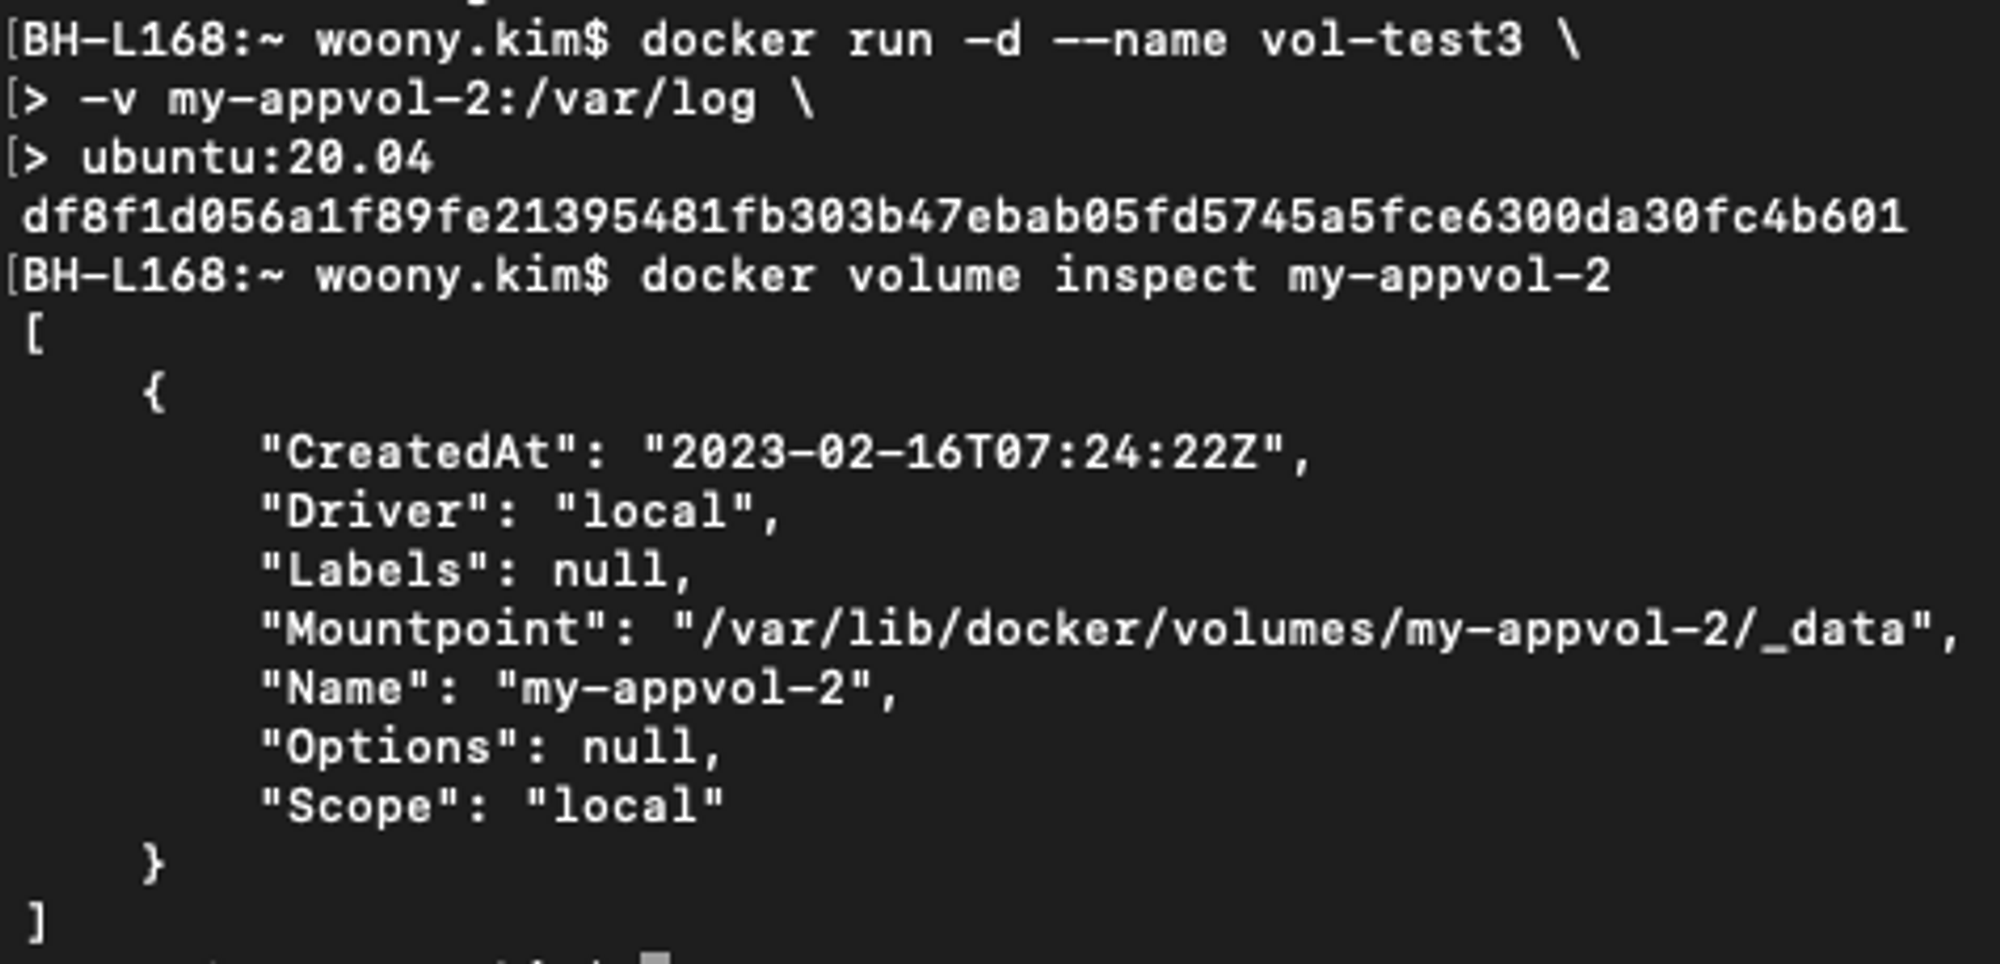 [BH-L168:~ woony.kim$ docker run -d --name vol-test3 \
[> -v my-appvol-2:/var/log \
[> ubuntu:20.04
df8f1d056a1f89fe21395481fb303b47ebab05fd5745a5fce6300da30fc4b601
[BH-L168:~ woony.kim$ docker volume inspect my-appvol-2
[
    {
        "CreatedAt": "2023-02-16T07:24:22Z",
        "Driver": "local",
        "Labels": null,
        "Mountpoint": "/var/lib/docker/volumes/my-appvol-2/_data",
        "Name": "my-appvol-2",
        "Options": null,
        "Scope": "local"
    }
]